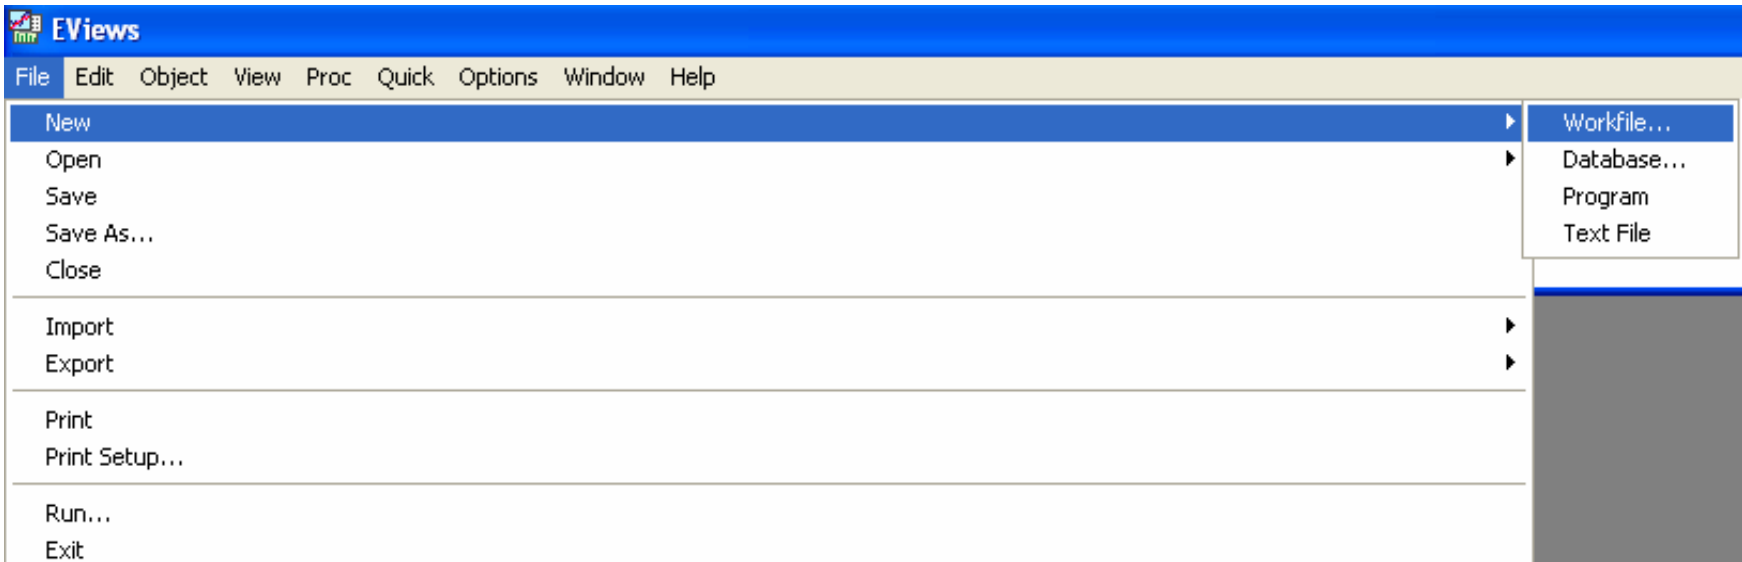 EViews
File Edit Object View Proc Quick Options Window Help
New
Workfile...
Open
Database...
Save
Program
Save As...
Text File
Close
Import
Export
Print
Print Setup...
Run...
Exit